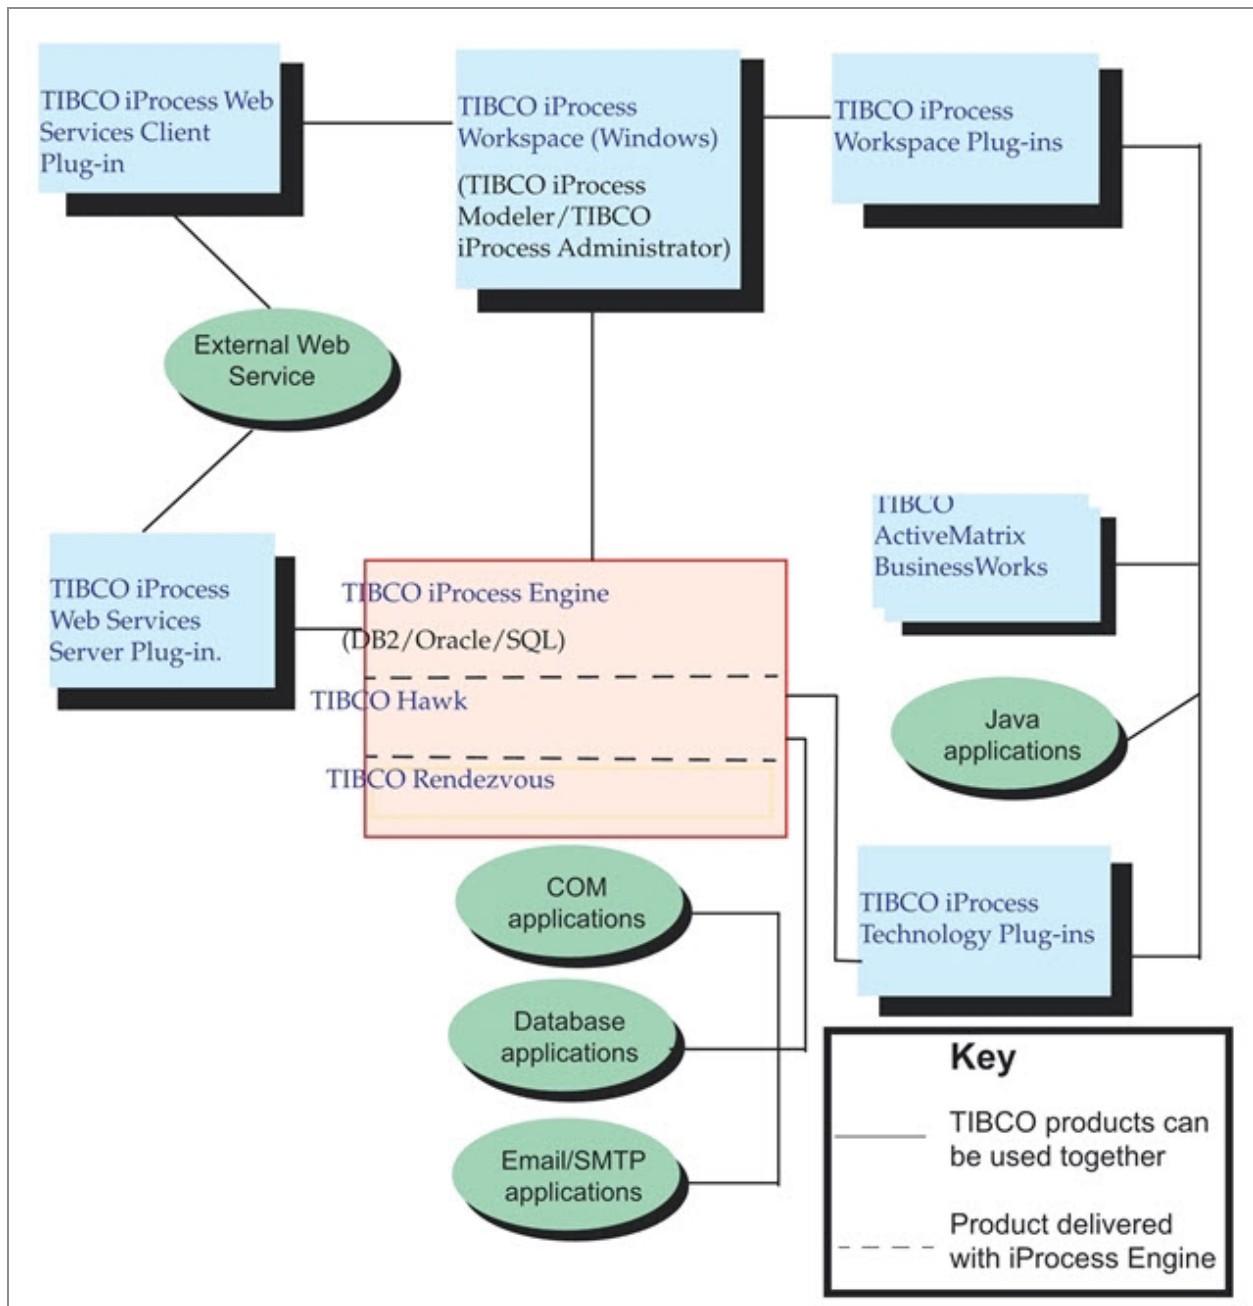 TIBCO iProcess Web
Services Client
Plug-in
TIBCO iProcess
Workspace (Windows)
(TIBCO iProcess
Modeler/TIBCO
iProcess Administrator)
TIBCO iProcess
Workspace Plug-ins
External Web
Service
TIBCO
ActiveMatrix
BusinessWorks
TIBCO iProcess
Web Services
Server Plug-in.
TIBCO iProcess Engine
(DB2/Oracle/SQL)
TIBCO Hawk
TIBCO Rendezvous
Java
applications
COM
applications
TIBCO iProcess
Technology Plug-ins
Database
applications
Email/SMTP
applications
Key
TIBCO products can
be used together
Product delivered
with iProcess Engine